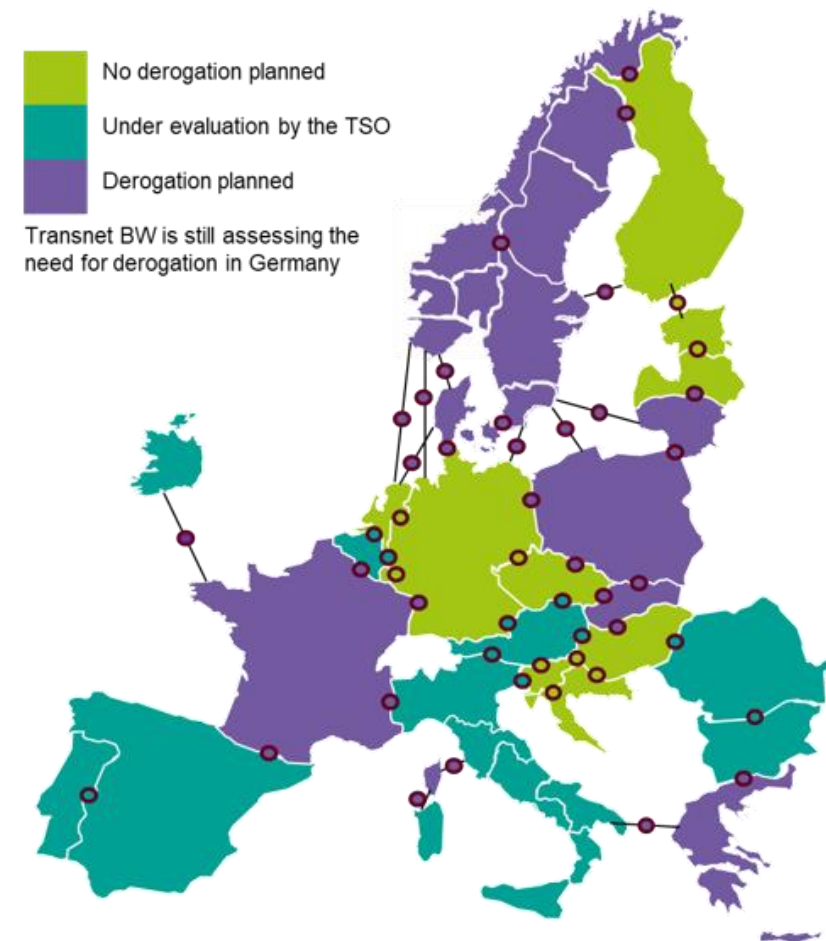 No derogation planned
Under evaluation by the TSO
Derogation planned
Transnet BW is still assessing the
need for derogation in Germany